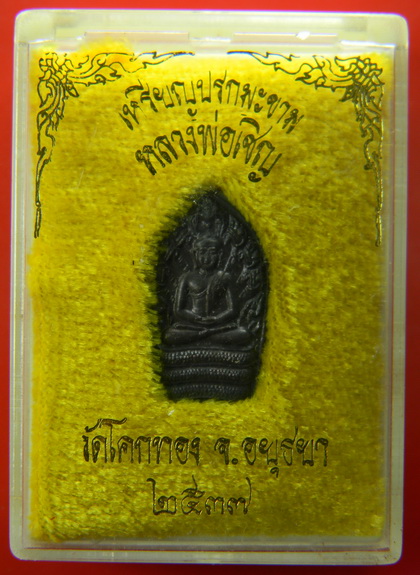 เหรียญปรกมะขาม
หลวงพ่อเชิญ
วัดโคกทอง จ.อยุธยา
๒๕๓๗